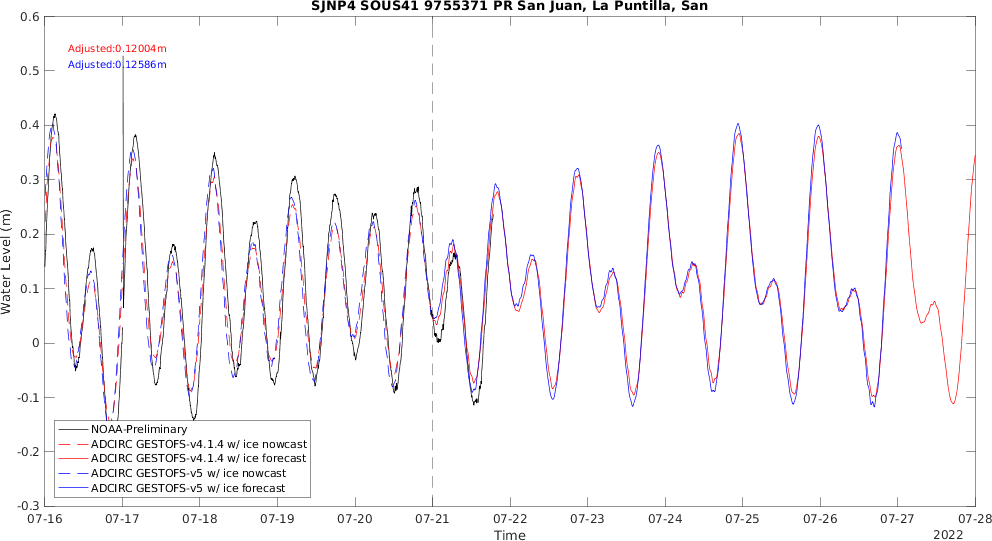 SJNP4 SOUS41 9755371 PR San Juan, La Puntilla, San
0.6
0.5
0.4
0.3
0.2
0.1
0
-0.1
-0.2
-0.3
Water Level (m)
Adjusted:0.12004m
Adjusted:0.12586m
NOAA-Preliminary
ADCIRC GESTOFS-v4.1.4 w/ ice nowcast
ADCIRC GESTOFS-v4.1.4 w/ ice forecast
ADCIRC GESTOFS-v5 w/ ice nowcast
ADCIRC GESTOFS-v5 w/ ice forecast
07-16 07-17 07-18 07-19 07-20 07-21 07-22 07-23 07-24 07-25 07-26 07-27 07-28
Time
2022